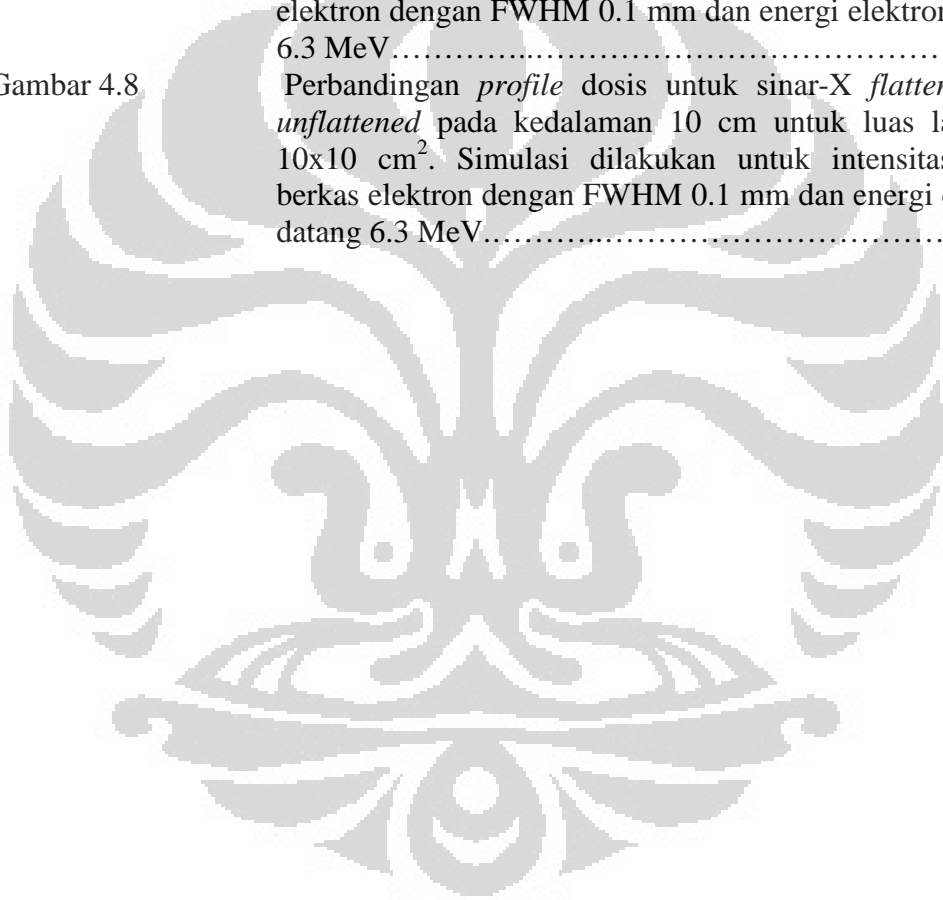 elektron dengan FWHM 0.1 mm dan energi elektron
6.3 MeV…………..……………………………………
Gambar 4.8 Perbandingan profile dosis untuk sinar-X
unflattened pada kedalaman 10 cm untuk luas
10x10 cm². Simulasi dilakukan untuk intensitas
berkas elektron dengan FWHM 0.1 mm dan energi
datang 6.3 MeV.………..………………………………